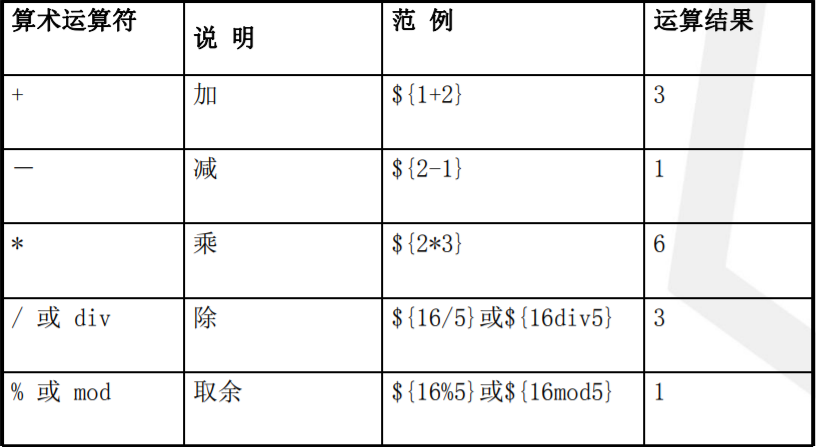 算术运算符 说 明 范 例 运算结果
+ 加 ${1+2} 3
－ 减 ${2-1} 1
* 乘 ${2*3} 6
/ 或 div 除 ${16/5}或${16div5} 3
% 或 mod 取余 ${16%5}或${16mod5} 1